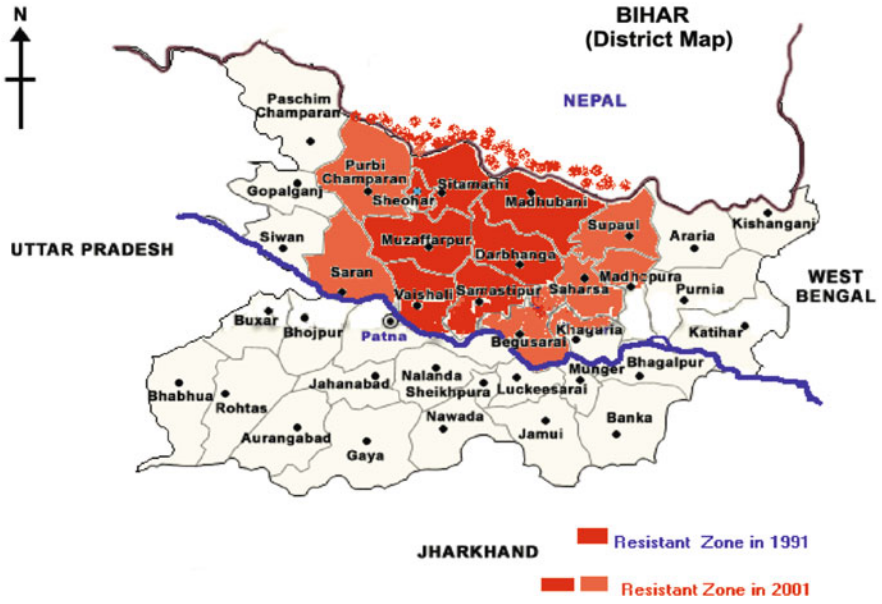 N
BIHAR
(District Map)
NEPAL
Paschim
Champaran
Purbi
Champaran
Gopalganj
Sheohar
Sitamarhi
Madhubani
Supaul
Araria
Kishanganj
UTTAR PRADESH
Siwan
Muzaffarpur
Darbhanga
Saran
Vaishali
Samastipur
Saharsa
Madhepura
Purnia
WEST
BENGAL
Buxar
Bhojpur
Patna
Begusarai
Khagaria
Katihar
Bhabhua
Rohtas
Jahanabad
Nalanda
Sheikhpura
Luckeesarai
Munger
Bhagalpur
Aurangabad
Gaya
Nawada
Jamui
Banka
JHARKHAND
Resistant Zone in 1991
Resistant Zone in 2001